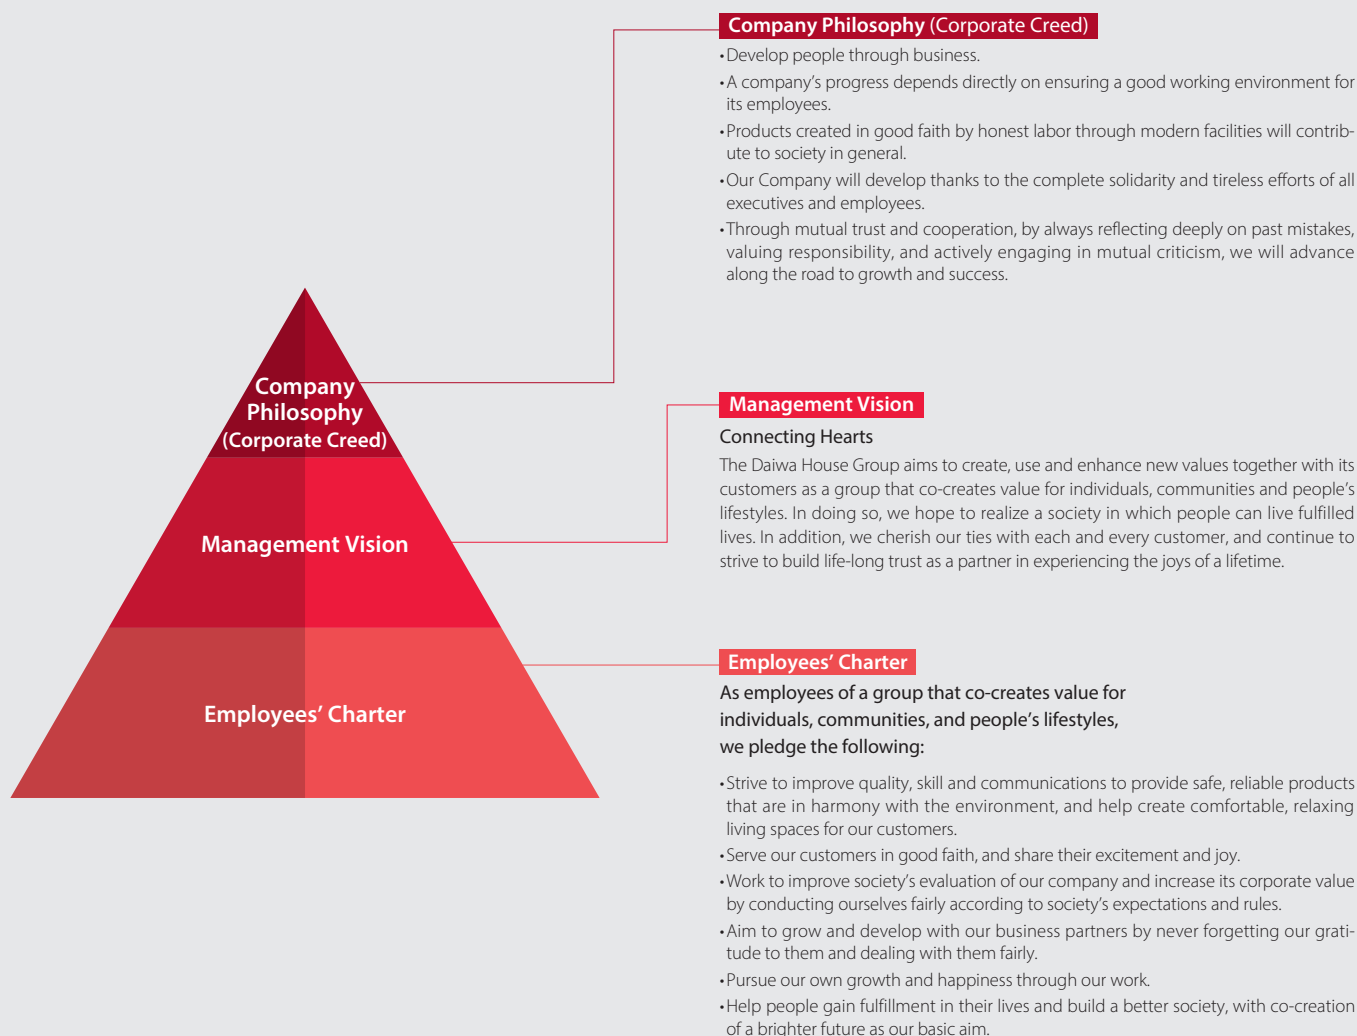 Company Philosophy (Corporate Creed)
•Develop people through business.
•A company’s progress depends directly on ensuring a good working environment for
its employees.
•Products created in good faith by honest labor through modern facilities will contrib-
ute to society in general.
•Our Company will develop thanks to the complete solidarity and tireless efforts of all
executives and employees.
•Through mutual trust and cooperation, by always reflecting deeply on past mistakes,
valuing responsibility, and actively engaging in mutual criticism, we will advance
along the road to growth and success.
Company
Philosophy
(Corporate Creed)
Management Vision
Employees’ Charter
Management Vision
Connecting Hearts
The Daiwa House Group aims to create, use and enhance new values together with its
customers as a group that co-creates value for individuals, communities and people’s
lifestyles. In doing so, we hope to realize a society in which people can live fulfilled
lives. In addition, we cherish our ties with each and every customer, and continue to
strive to build life-long trust as a partner in experiencing the joys of a lifetime.
Employees’ Charter
As employees of a group that co-creates value for
individuals, communities, and people’s lifestyles,
we pledge the following:
•Strive to improve quality, skill and communications to provide safe, reliable products
that are in harmony with the environment, and help create comfortable, relaxing
living spaces for our customers.
•Serve our customers in good faith, and share their excitement and joy.
•Work to improve society’s evaluation of our company and increase its corporate value
by conducting ourselves fairly according to society’s expectations and rules.
•Aim to grow and develop with our business partners by never forgetting our grati-
tude to them and dealing with them fairly.
•Pursue our own growth and happiness through our work.
•Help people gain fulfillment in their lives and build a better society, with co-creation
of a brighter future as our basic aim.